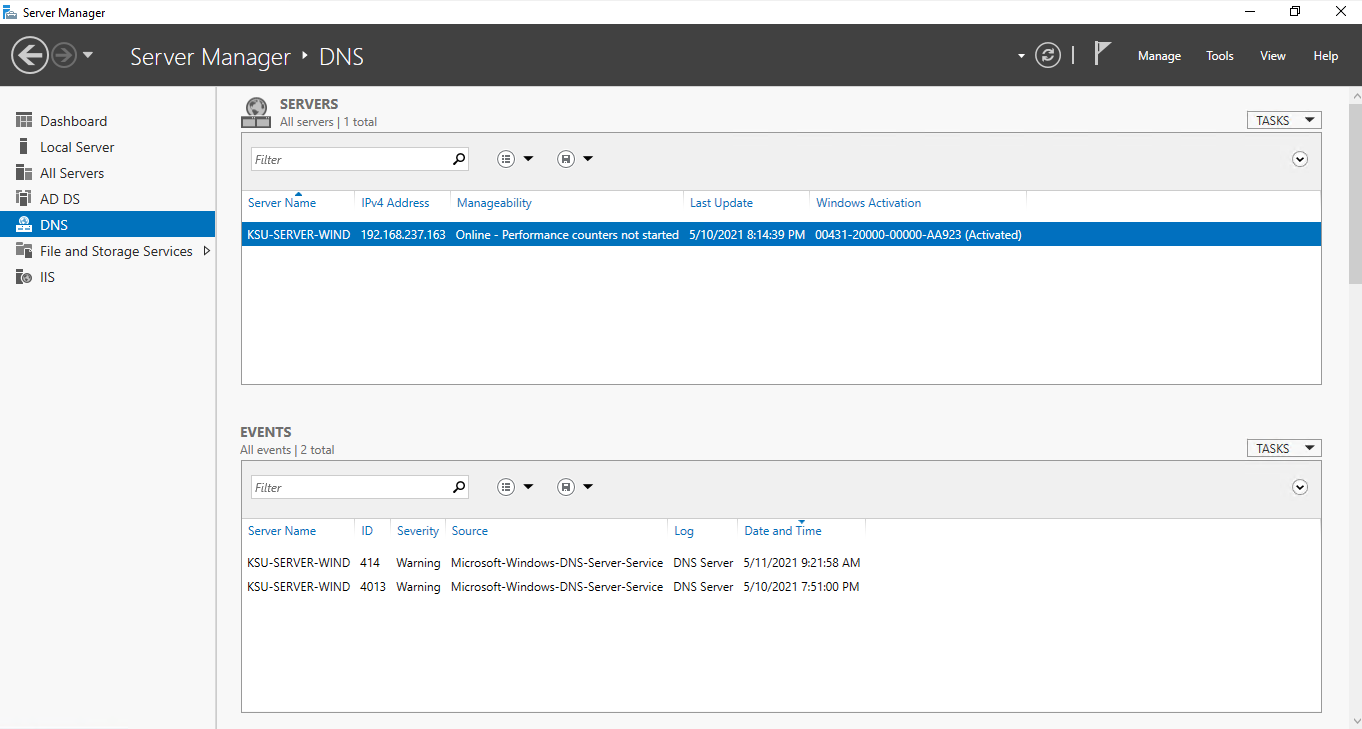 Server Manager
Server Manager ‣ DNS
Manage Tools View Help
Dashboard
Local Server
All Servers
AD DS
DNS
File and Storage Services
IIS
SERVERS
All servers | 1 total
TASKS
Filter
Server Name IPv4 Address Manageability Last Update Windows Activation
KSU-SERVER-WIND 192.168.237.163 Online - Performance counters not started 5/10/2021 8:14:39 PM 00431-20000-00000-AA923 (Activated)
EVENTS
All events | 2 total
TASKS
Filter
Server Name ID Severity Source Log Date and Time
KSU-SERVER-WIND 414 Warning Microsoft-Windows-DNS-Server-Service DNS Server 5/11/2021 9:21:58 AM
KSU-SERVER-WIND 4013 Warning Microsoft-Windows-DNS-Server-Service DNS Server 5/10/2021 7:51:00 PM